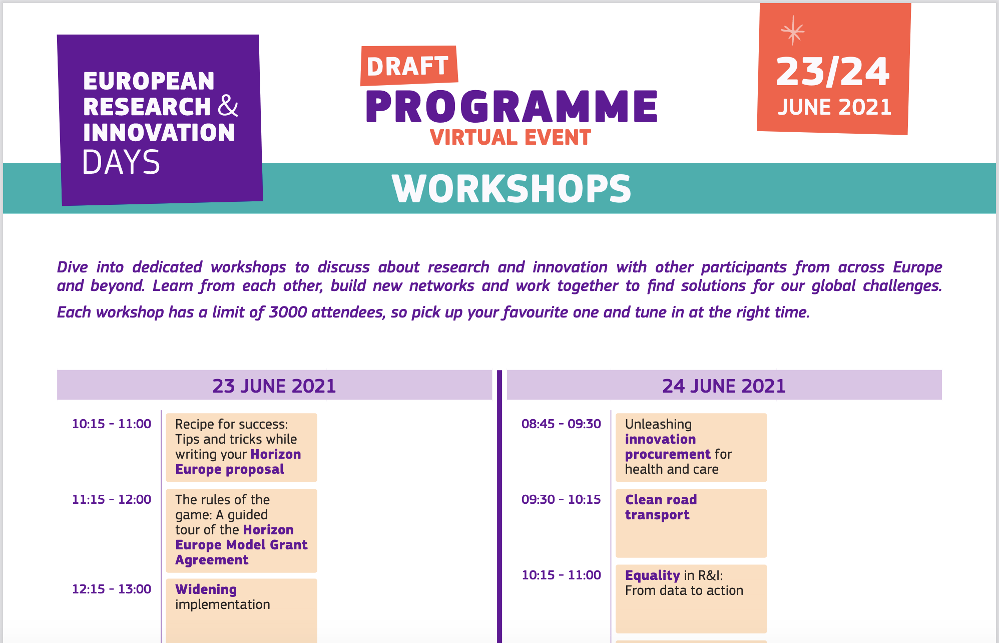 EUROPEAN
RESEARCH &
INNOVATION
DAYS
DRAFT
PROGRAMME
VIRTUAL EVENT
23/24
JUNE 2021
WORKSHOPS
Dive into dedicated workshops to discuss about research and innovation with other participants from across Europe
and beyond. Learn from each other, build new networks and work together to find solutions for our global challenges.
Each workshop has a limit of 3000 attendees, so pick up your favourite one and tune in at the right time.
23 JUNE 2021
10:15 - 11:00
Recipe for success:
Tips and tricks while
writing your Horizon
Europe proposal
11:15 - 12:00
The rules of the
game: A guided
tour of the Horizon
Europe Model Grant
Agreement
12:15 - 13:00
Widening
implementation
24 JUNE 2021
08:45 - 09:30
Unleashing
innovation
procurement for
health and care
09:30 - 10:15
Clean road
transport
10:15 - 11:00
Equality in R&I:
From data to action